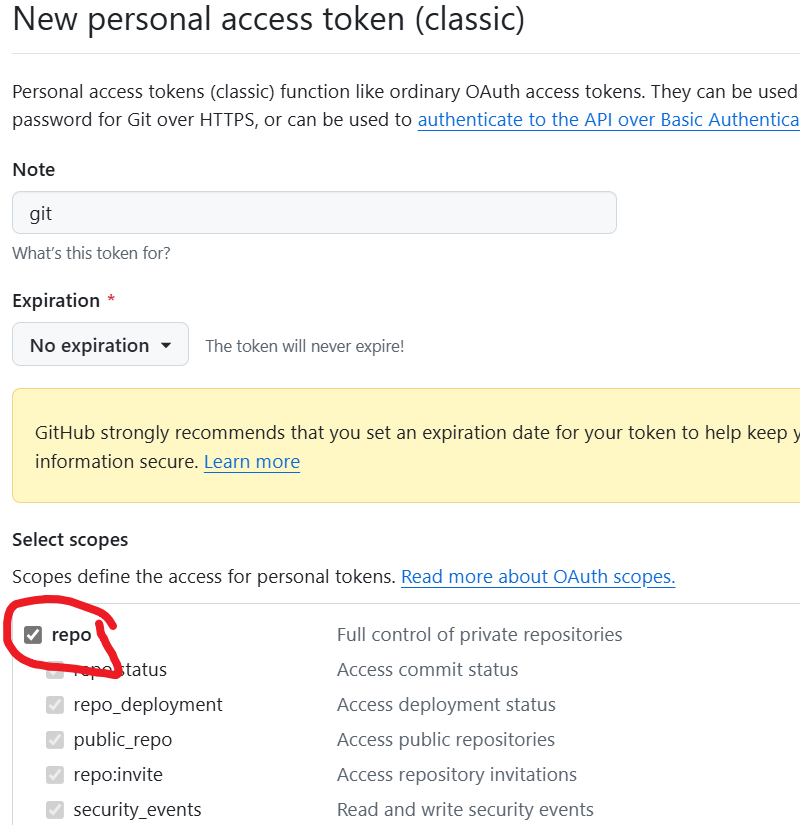 New personal access token (classic)
Personal access tokens (classic) function like ordinary OAuth access tokens. They can be used
password for Git over HTTPS, or can be used to authenticate to the API over Basic Authentica
Note
git
What's this token for?
Expiration *
No expiration The token will never expire!
GitHub strongly recommends that you set an expiration date for your token to help keep y
information secure. Learn more
Select scopes
Scopes define the access for personal tokens. Read more about OAuth scopes.
repo Full control of private repositories
repo:status Access commit status
repo_deployment Access deployment status
public_repo Access public repositories
repo:invite Access repository invitations
security_events Read and write security events